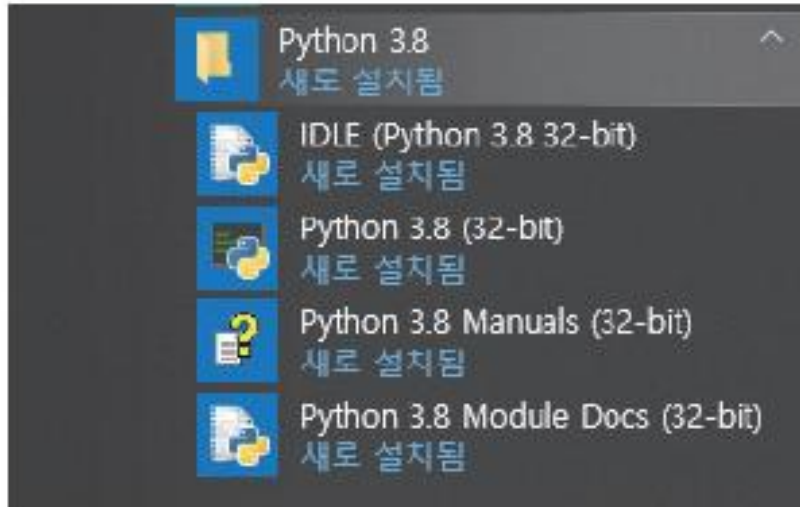 Python 3.8
새로 설치됨
IDLE (Python 3.8 32-bit)
새로 설치됨
Python 3.8 (32-bit)
새로 설치됨
Python 3.8 Manuals (32-bit)
새로 설치됨
Python 3.8 Module Docs (32-bit)
새로 설치됨